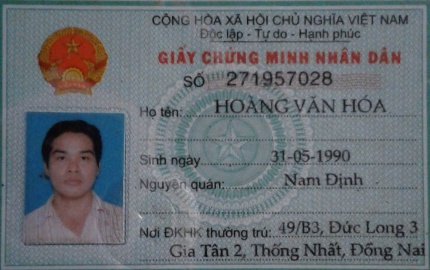 CỘNG HÒA XÃ HỘI CHỦ NGHĨA VIỆT NAM
Độc lập - Tự do - Hạnh phúc
GIẤY CHỨNG MINH NHÂN DÂN
SỐ 271957028
Họ tên: HOÀNG VĂN HÓA
Sinh ngày 31-05-1990
Nguyên quán: Nam Định
Nơi ĐKHK thường trú: 49/B3, Đức Long 3
Gia Tân 2, Thống Nhất, Đồng Nai